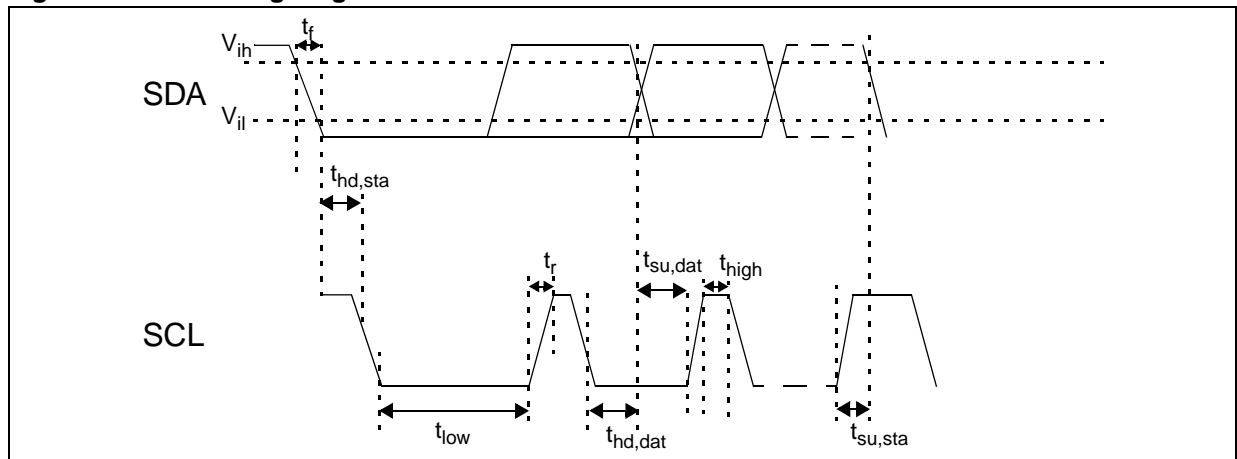 V_ih
t_f
SDA
V_il
t_hd,sta
t_r
t_su,dat
t_high
SCL
t_low
t_hd,dat
t_su,sta